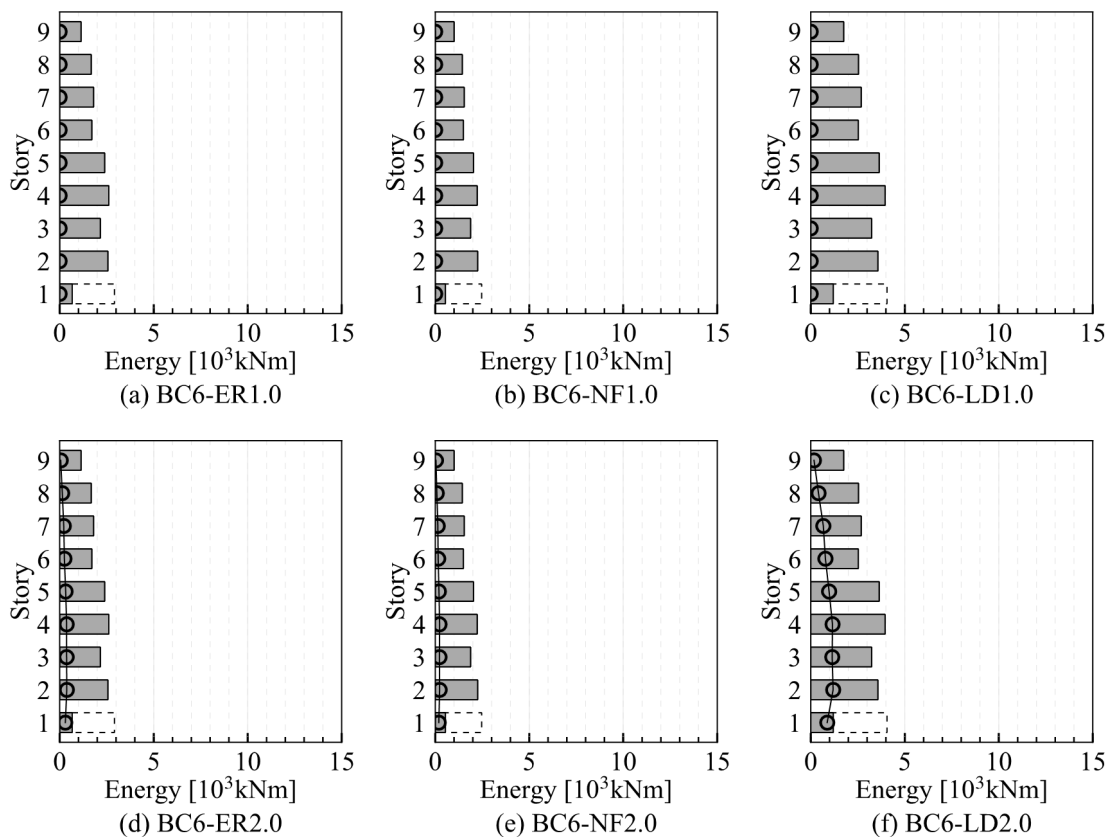 9 9 9
8 8 8
7 7 7
6 6 6
Story 5 Story 5 Story 5
4 4 4
3 3 3
2 2 2
1 1 1
0 5 10 15 0 5 10 15 0 5 10 15
Energy [10³kNm] Energy [10³kNm] Energy [10³kNm]
(a) BC6-ER1.0 (b) BC6-NF1.0 (c) BC6-LD1.0
9 9 9
8 8 8
7 7 7
6 6 6
Story 5 Story 5 Story 5
4 4 4
3 3 3
2 2 2
1 1 1
0 5 10 15 0 5 10 15 0 5 10 15
Energy [10³kNm] Energy [10³kNm] Energy [10³kNm]
(d) BC6-ER2.0 (e) BC6-NF2.0 (f) BC6-LD2.0